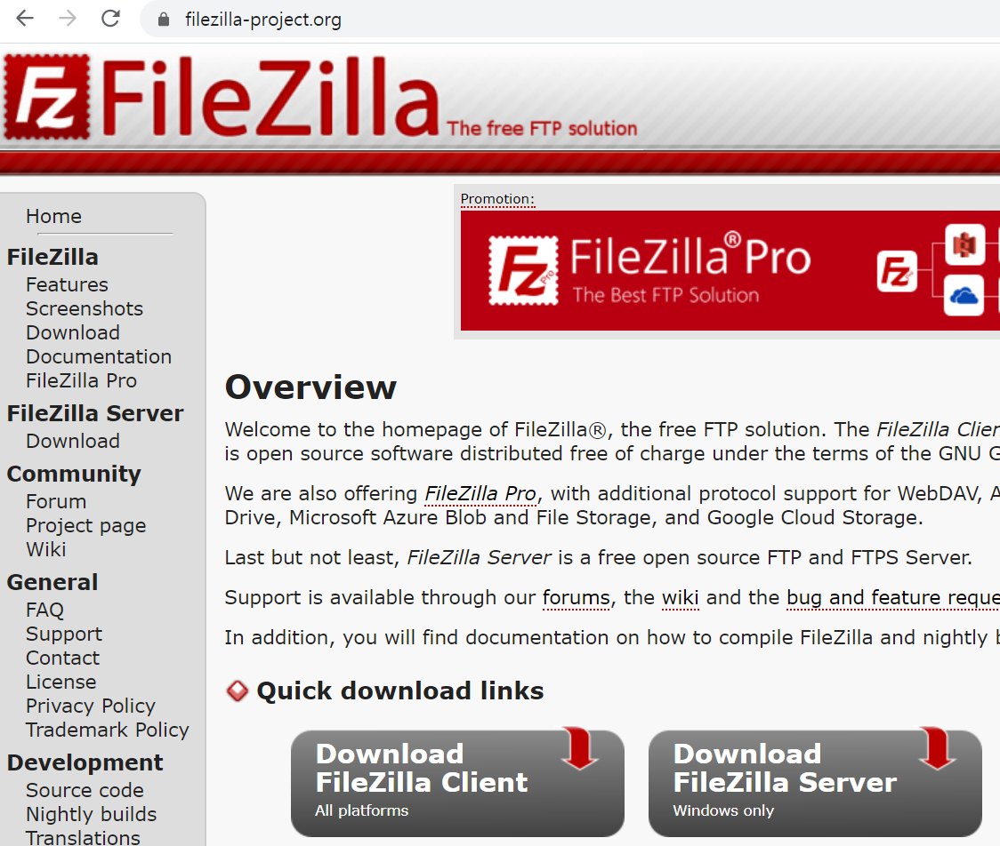 filezilla-project.org
Fz FileZilla The free FTP solution
Home
FileZilla
Features
Screenshots
Download
Documentation
FileZilla Pro
FileZilla Server
Download
Community
Forum
Project page
Wiki
General
FAQ
Support
Contact
License
Privacy Policy
Trademark Policy
Development
Source code
Nightly builds
Translations
Promotion:
Fz Pro FileZilla® Pro
The Best FTP Solution
Fz
Overview
Welcome to the homepage of FileZilla®, the free FTP solution. The FileZilla Clien
is open source software distributed free of charge under the terms of the GNU G
We are also offering FileZilla Pro, with additional protocol support for WebDAV, A
Drive, Microsoft Azure Blob and File Storage, and Google Cloud Storage.
Last but not least, FileZilla Server is a free open source FTP and FTPS Server.
Support is available through our forums, the wiki and the bug and feature reque
In addition, you will find documentation on how to compile FileZilla and nightly b
Quick download links
Download
FileZilla Client
All platforms
Download
FileZilla Server
Windows only